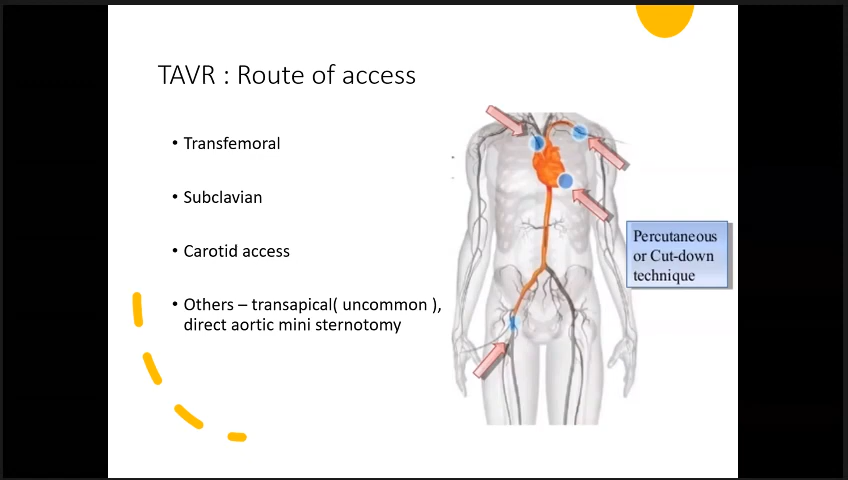 TAVR : Route of access
• Transfemoral
• Subclavian
• Carotid access
• Others – transapical( uncommon ),
direct aortic mini sternotomy
Percutaneous
or Cut-down
technique